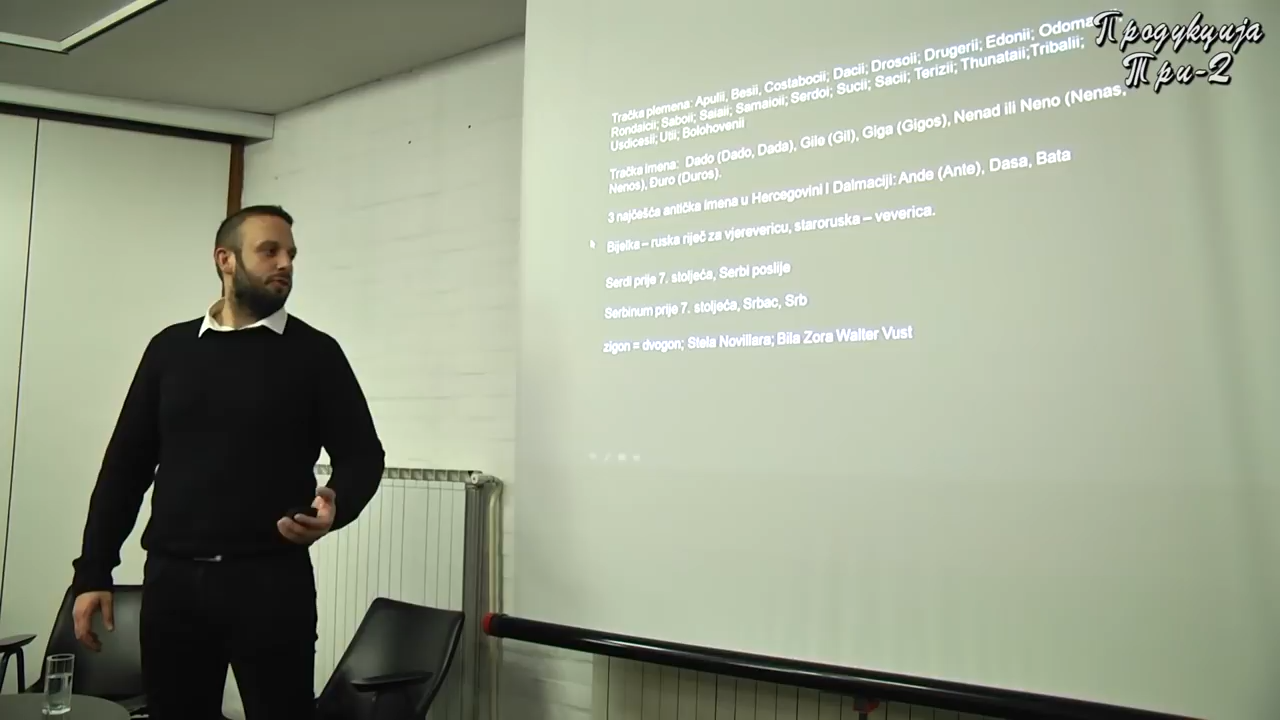 Продукција
Три-2
Tračka plemena: Apulii, Besii, Costabocii; Dacii; Drosoii; Drugerii; Edonii;
Rondaicii; Saboii; Saiaii; Samaioii; Serdoi; Sucii; Sacii; Terizii; Thunataii;Tribalii;
Usdicesii; Utii; Bolohovenii
Tračka imena: Dado (Dado, Dada), Gile (Gil), Giga (Gigos), Nenad ili Neno (Nenas,
Nenos), Đuro (Duros).
3 najčešća antička imena u Hercegovini i Dalmaciji: Ande (Ante), Dasa, Bata
Bijelka – ruska riječ za vjerevericu, staroruska – veverica.
Serdi prije 7. stoljeća, Serbi poslije
Serbinum prije 7. stoljeća, Srbac, Srb
zigon = dvogon; Stela Novillara; Bila Zora Walter Vust